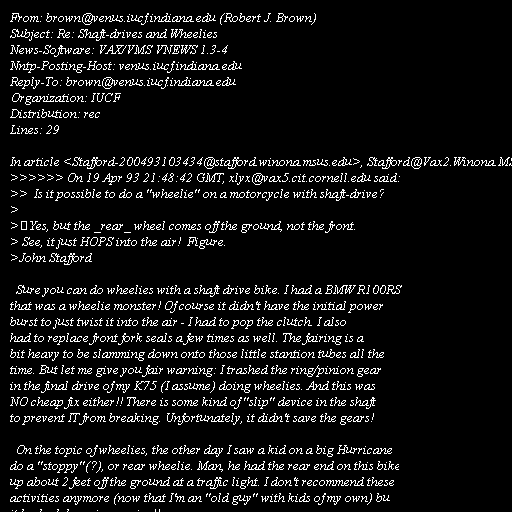 From: brown@venus.iucf.indiana.edu (Robert J. Brown)
Subject: Re: Shaft-drives and Wheelies
News-Software: VAX/VMS VNEWS 1.3-4
Nntp-Posting-Host: venus.iucf.indiana.edu
Reply-To: brown@venus.iucf.indiana.edu
Organization: IUCF
Distribution: rec
Lines: 29

In article <Stafford-200493103434@stafford.winona.msus.edu>, Stafford@Vax2.Winona.MS
>>>>>> On 19 Apr 93 21:48:42 GMT, xlyx@vax5.cit.cornell.edu said:
>>  Is it possible to do a "wheelie" on a motorcycle with shaft-drive?
>
> Yes, but the _rear_ wheel comes off the ground, not the front.
> See, it just HOPS into the air!  Figure.
>John Stafford

  Sure you can do wheelies with a shaft drive bike. I had a BMW R100RS
that was a wheelie monster! Of course it didn't have the initial power
burst to just twist it into the air - I had to pop the clutch. I also
had to replace front fork seals a few times as well. The fairing is a
bit heavy to be slamming down onto those little stantion tubes all the
time. But let me give you fair warning: I trashed the ring/pinion gear
in the final drive of my K75 (I assume) doing wheelies. And this was
NO cheap fix either!! There is some kind of "slip" device in the shaft
to prevent IT from breaking. Unfortunately, it didn't save the gears!

  On the topic of wheelies, the other day I saw a kid on a big Hurricane
do a "stoppy"(?), or rear wheelie. Man, he had the rear end on this bike
up about 2 feet off the ground at a traffic light. I don't recommend these
activities anymore (now that I'm an "old guy" with kids of my own) bu